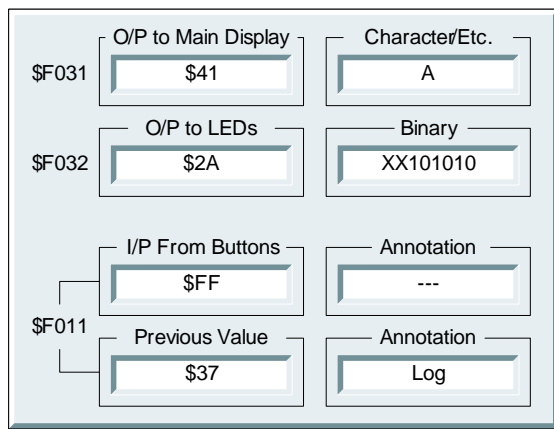 O/P to Main Display Character/Etc.
$F031 $41 A
O/P to LEDs Binary
$F032 $2A XX101010
I/P From Buttons Annotation
$FF ---
$F011
Previous Value Annotation
$37 Log